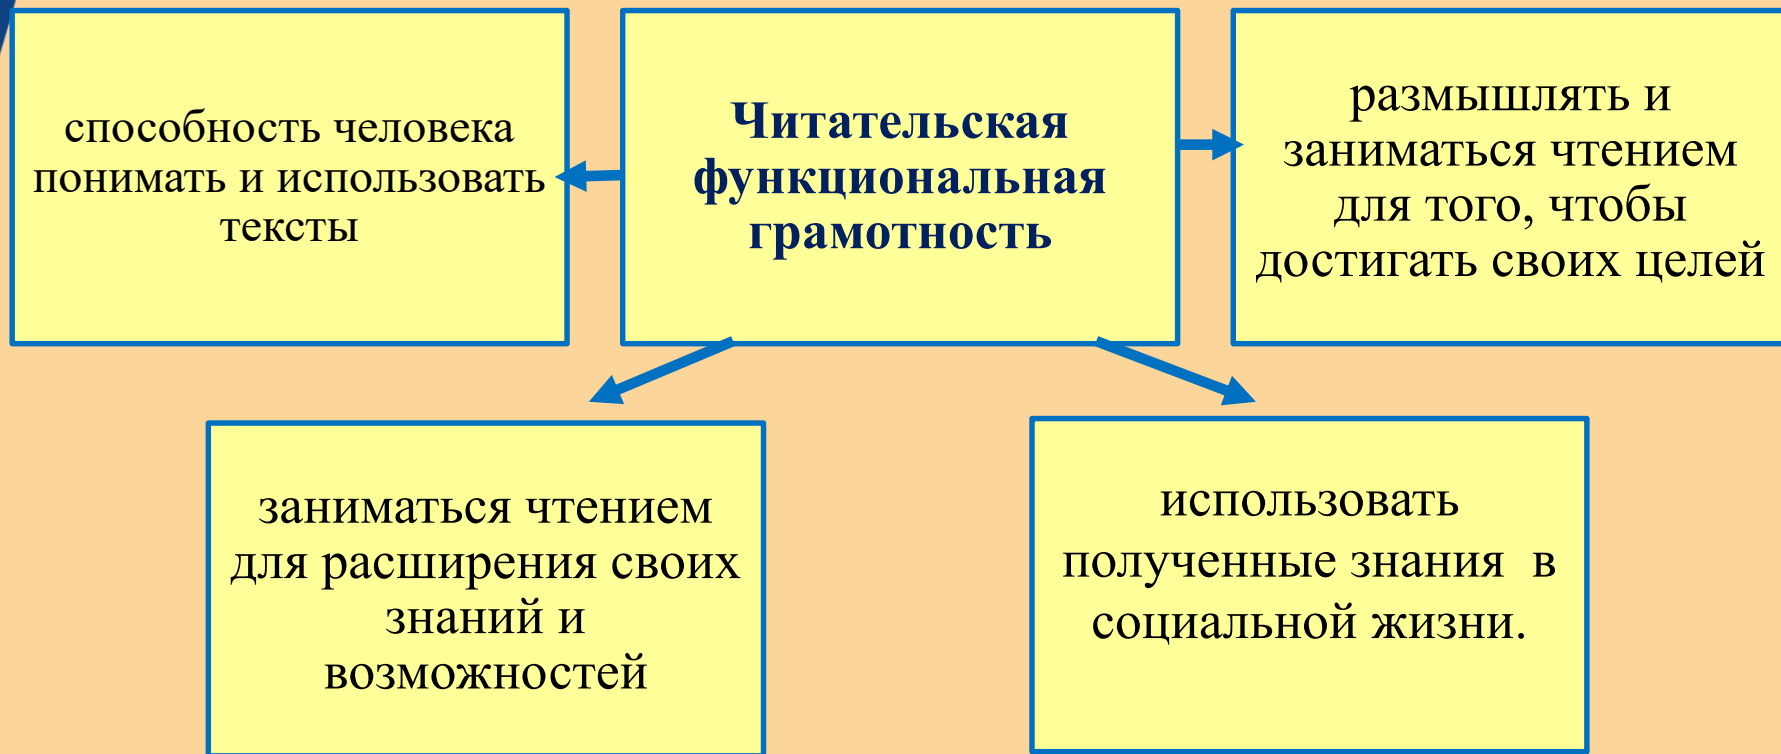 способность человека
понимать и использовать
тексты
Читательская
функциональная
грамотность
размышлять и
заниматься чтением
для того, чтобы
достигать своих целей
заниматься чтением
для расширения своих
знаний и
возможностей
использовать
полученные знания  в
социальной жизни.